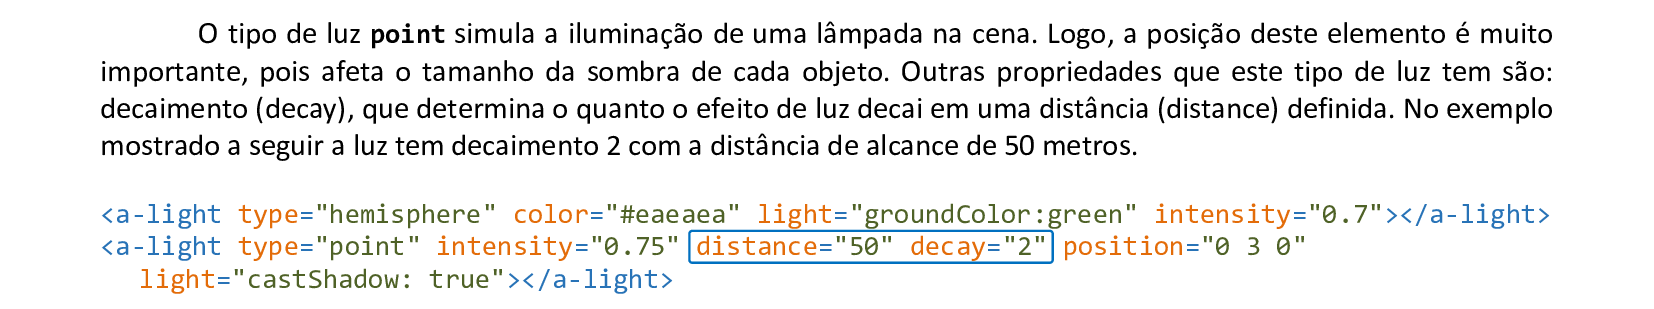 O tipo de luz point simula a iluminação de uma lâmpada na cena. Logo, a posição deste elemento é muito
importante, pois afeta o tamanho da sombra de cada objeto. Outras propriedades que este tipo de luz tem são:
decaimento (decay), que determina o quanto o efeito de luz decai em uma distância (distance) definida. No exemplo
mostrado a seguir a luz tem decaimento 2 com a distância de alcance de 50 metros.
<a-light type="hemisphere" color="#eaeaea" light="groundColor:green" intensity="0.7"></a-light>
<a-light type="point" intensity="0.75" distance="50" decay="2" position="0 3 0"
light="castShadow: true"></a-light>